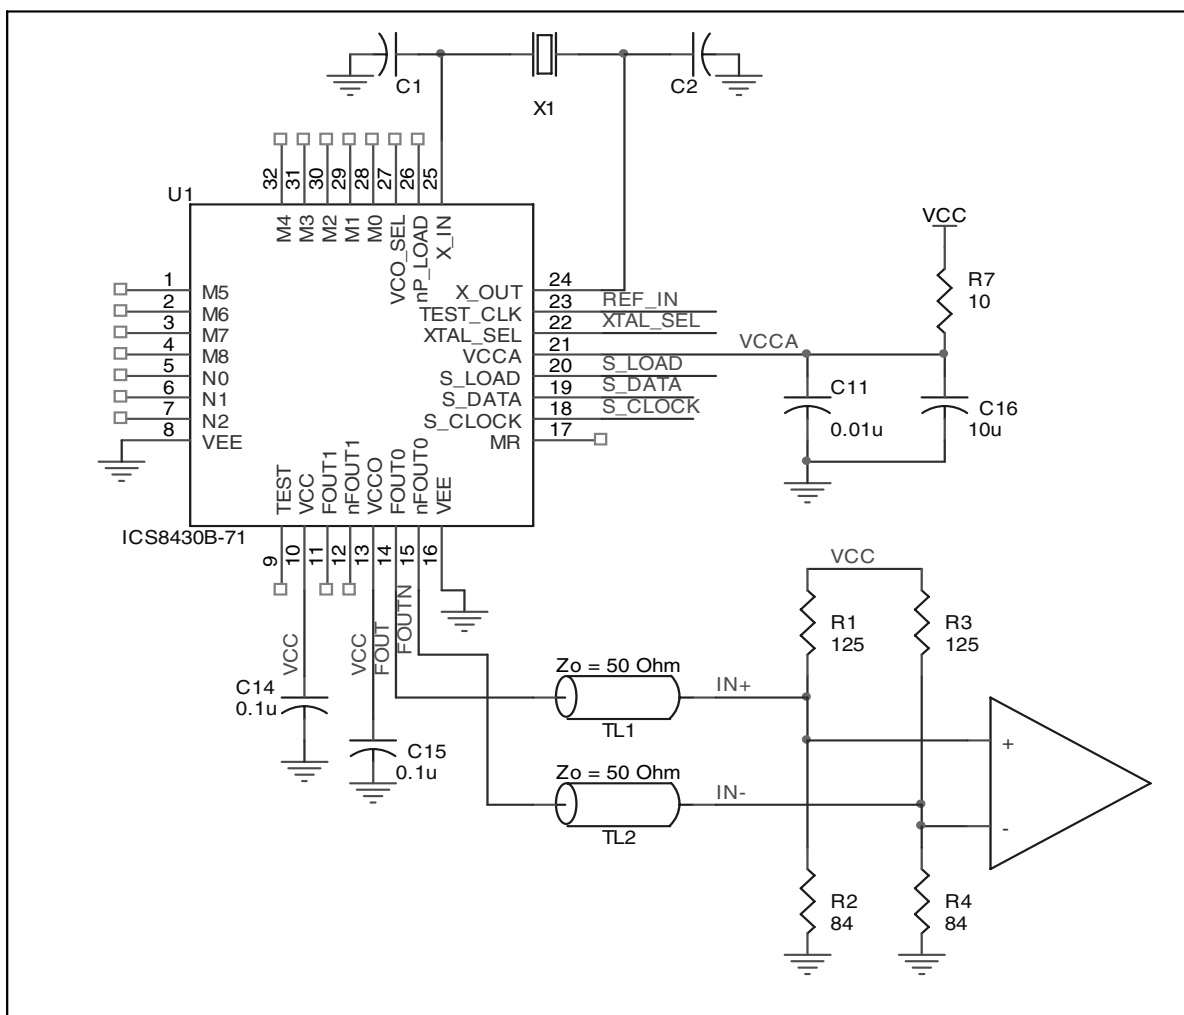 C1
X1
C2
U1
32
31
30
29
28
27
26
25
M4
M3
M2
M1
M0
VCO_SEL
nP_LOAD
X_IN
1 M5
2 M6
3 M7
4 M8
5 N0
6 N1
7 N2
8 VEE
X_OUT 24
TEST_CLK 23 REF_IN
XTAL_SEL 22 XTAL_SEL
VCCA 21 VCCA
S_LOAD 20 S_LOAD
S_DATA 19 S_DATA
S_CLOCK 18 S_CLOCK
MR 17
VCC
R7
10
C11
0.01u
C16
10u
TEST
VCC
FOUT1
nFOUT1
VCCO
FOUT0
nFOUT0
VEE
ICS8430B-71
9
10
11
12
13
14
15
16
VCC
VCC
FOUT
FOUTN
C14
0.1u
C15
0.1u
Zo = 50 Ohm
TL1
IN+
Zo = 50 Ohm
TL2
IN-
VCC
R1
125
R3
125
+
-
R2
84
R4
84